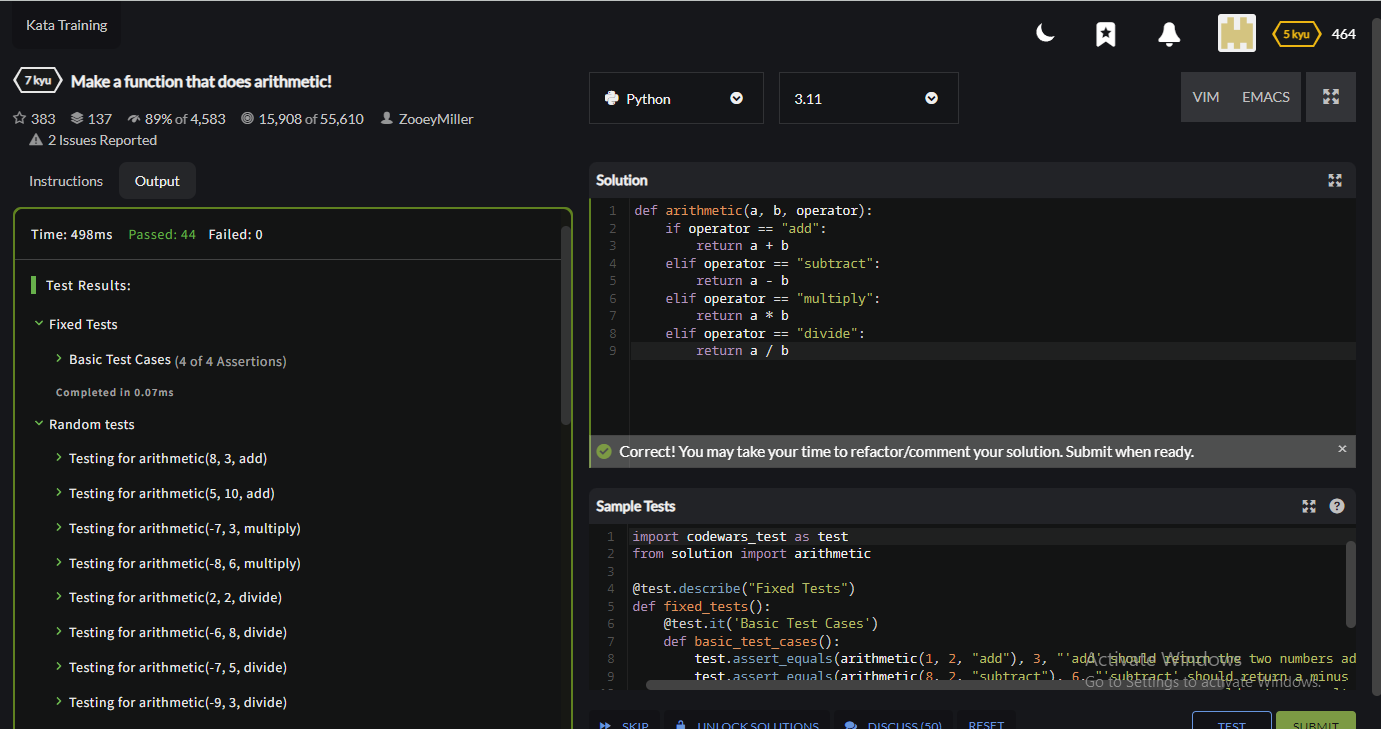 Kata Training
5 kyu 464
7 kyu Make a function that does arithmetic!
383 137 89% of 4,583 15,908 of 55,610 ZooeyMiller
2 Issues Reported
Python
3.11
VIM EMACS
Instructions Output
Time: 498ms Passed: 44 Failed: 0
Test Results:
Fixed Tests
Basic Test Cases (4 of 4 Assertions)
Completed in 0.07ms
Random tests
Testing for arithmetic(8, 3, add)
Testing for arithmetic(5, 10, add)
Testing for arithmetic(-7, 3, multiply)
Testing for arithmetic(-8, 6, multiply)
Testing for arithmetic(2, 2, divide)
Testing for arithmetic(-6, 8, divide)
Testing for arithmetic(-7, 5, divide)
Testing for arithmetic(-9, 3, divide)
Solution
1 def arithmetic(a, b, operator):
2 if operator == "add":
3 return a + b
4 elif operator == "subtract":
5 return a - b
6 elif operator == "multiply":
7 return a * b
8 elif operator == "divide":
9 return a / b
Correct! You may take your time to refactor/comment your solution. Submit when ready.
Sample Tests
1 import codewars_test as test
2 from solution import arithmetic
3
4 @test.describe("Fixed Tests")
5 def fixed_tests():
6 @test.it('Basic Test Cases')
7 def basic_test_cases():
8 test.assert_equals(arithmetic(1, 2, "add"), 3, "'add' should return the two numbers ad
9 test.assert_equals(arithmetic(8, 2, "subtract"), 6, "'subtract' should return a minus
Activate Windows
Go to Settings to activate Windows.
SKIP UNLOCK SOLUTIONS DISCUSS (50) RESET TEST SUBMIT